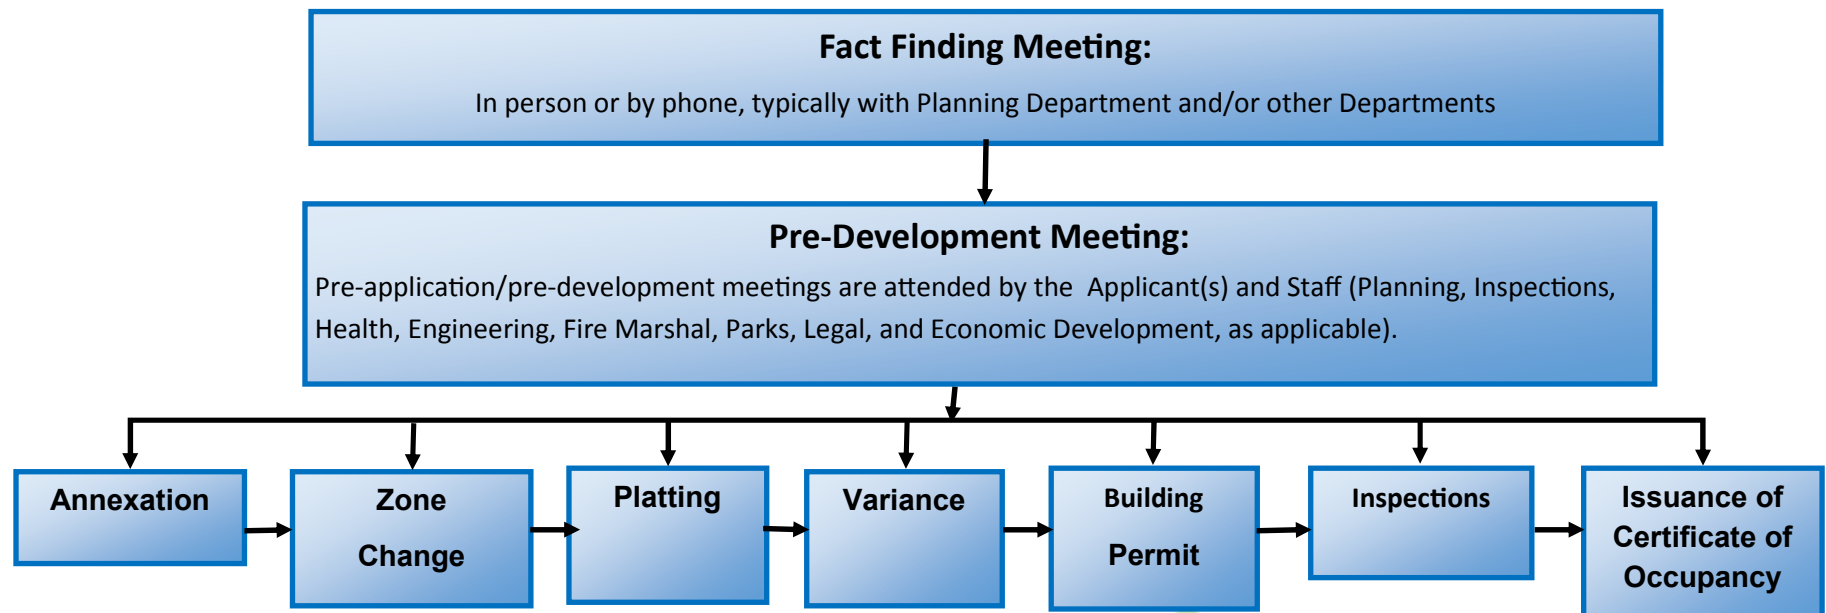 Fact Finding Meeting:
In person or by phone, typically with Planning Department and/or other Departments
Pre-Development Meeting:
Pre-application/pre-development meetings are attended by the  Applicant(s) and Staff (Planning, Inspections,
Health, Engineering, Fire Marshal, Parks, Legal, and Economic Development, as applicable).
Annexation
Zone
Change
Platting
Variance
Building
Permit
Inspections
Issuance of
Certificate of
Occupancy